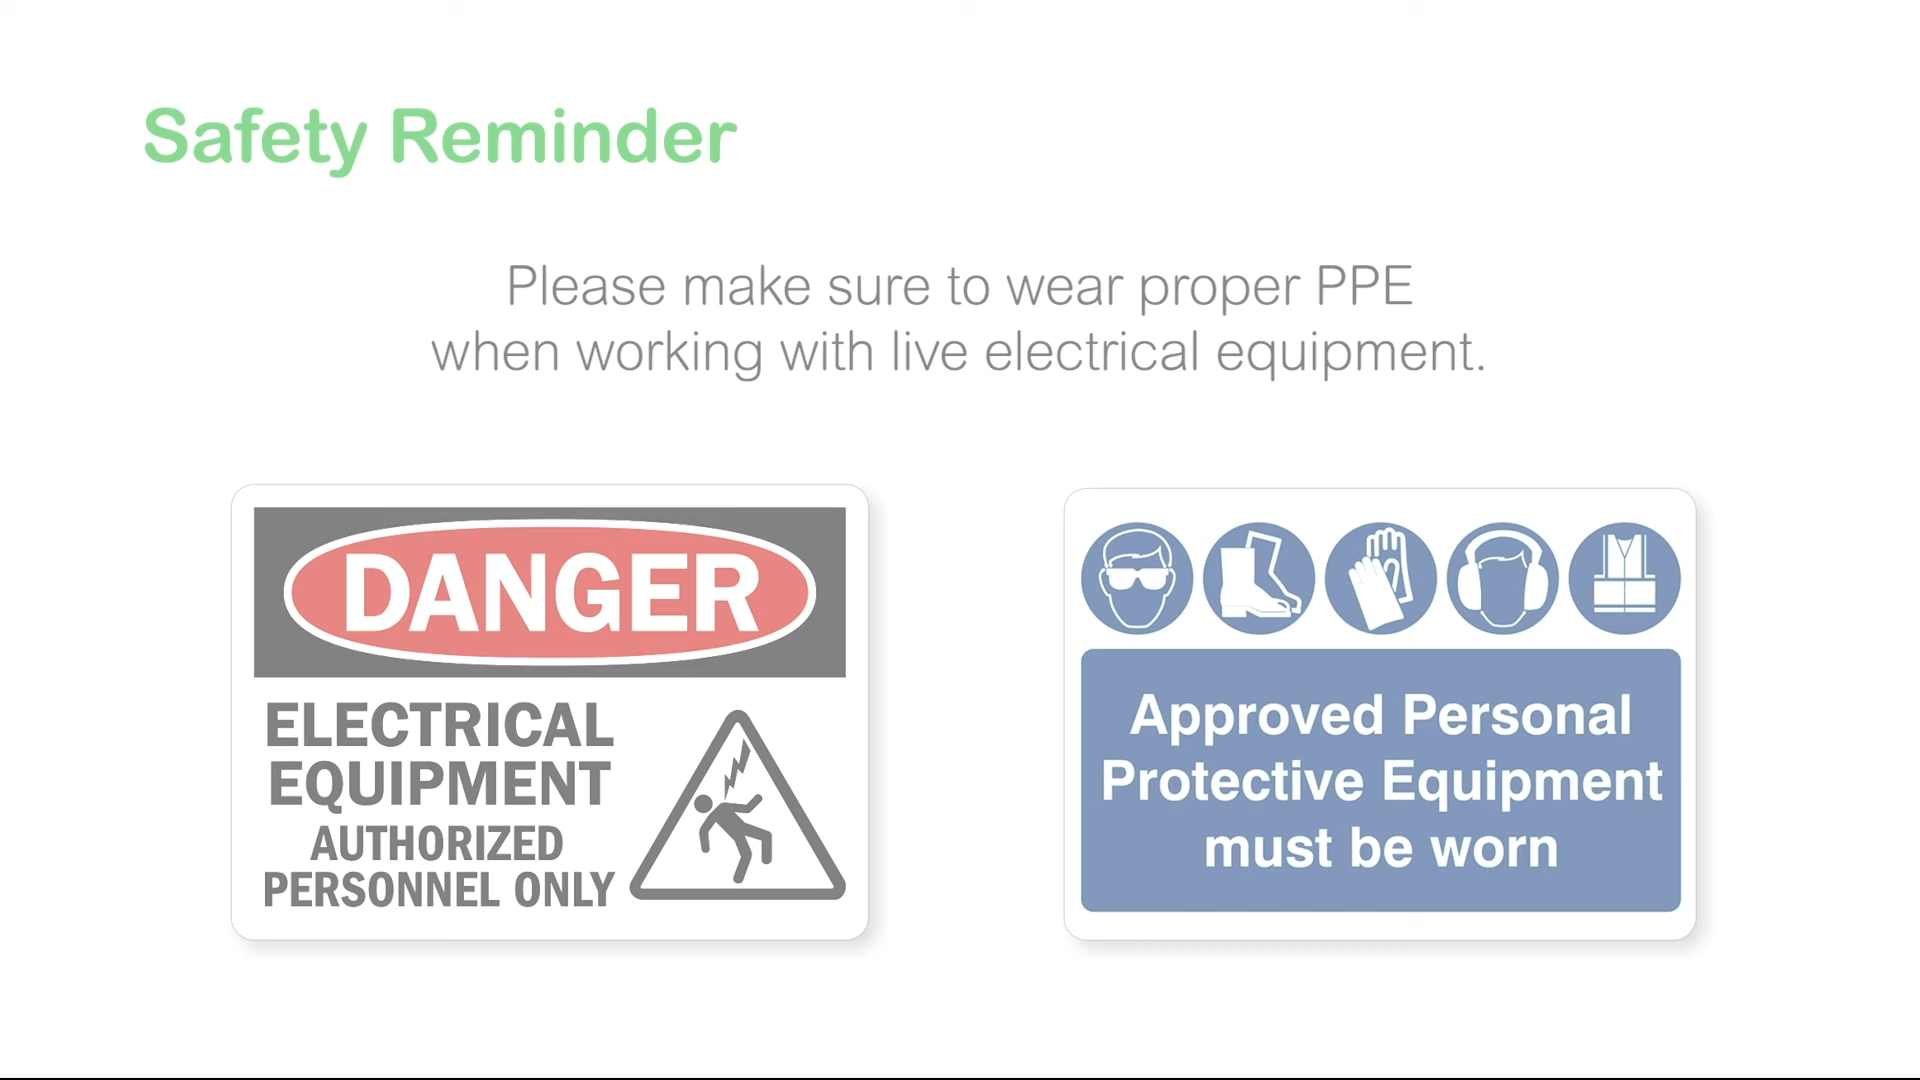 Safety Reminder
Please make sure to wear proper PPE
when working with live electrical equipment.
DANGER
ELECTRICAL
EQUIPMENT
AUTHORIZED
PERSONNEL ONLY
Approved Personal
Protective Equipment
must be worn